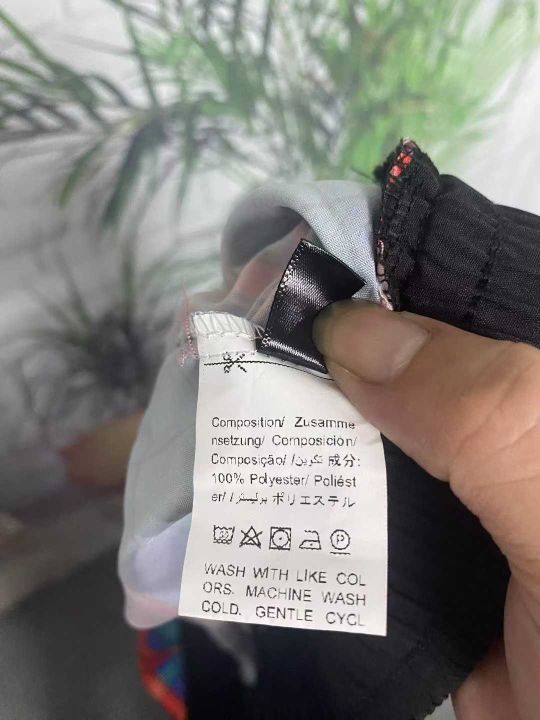 Composition/ Zusamme
nsetzung/ Composición/
Composição/ /تكوين 成分:
100% Polyester/ Poliést
er/ / بوليستر ポリエステル
WASH WITH LIKE COL
ORS. MACHINE WASH
COLD. GENTLE CYCL